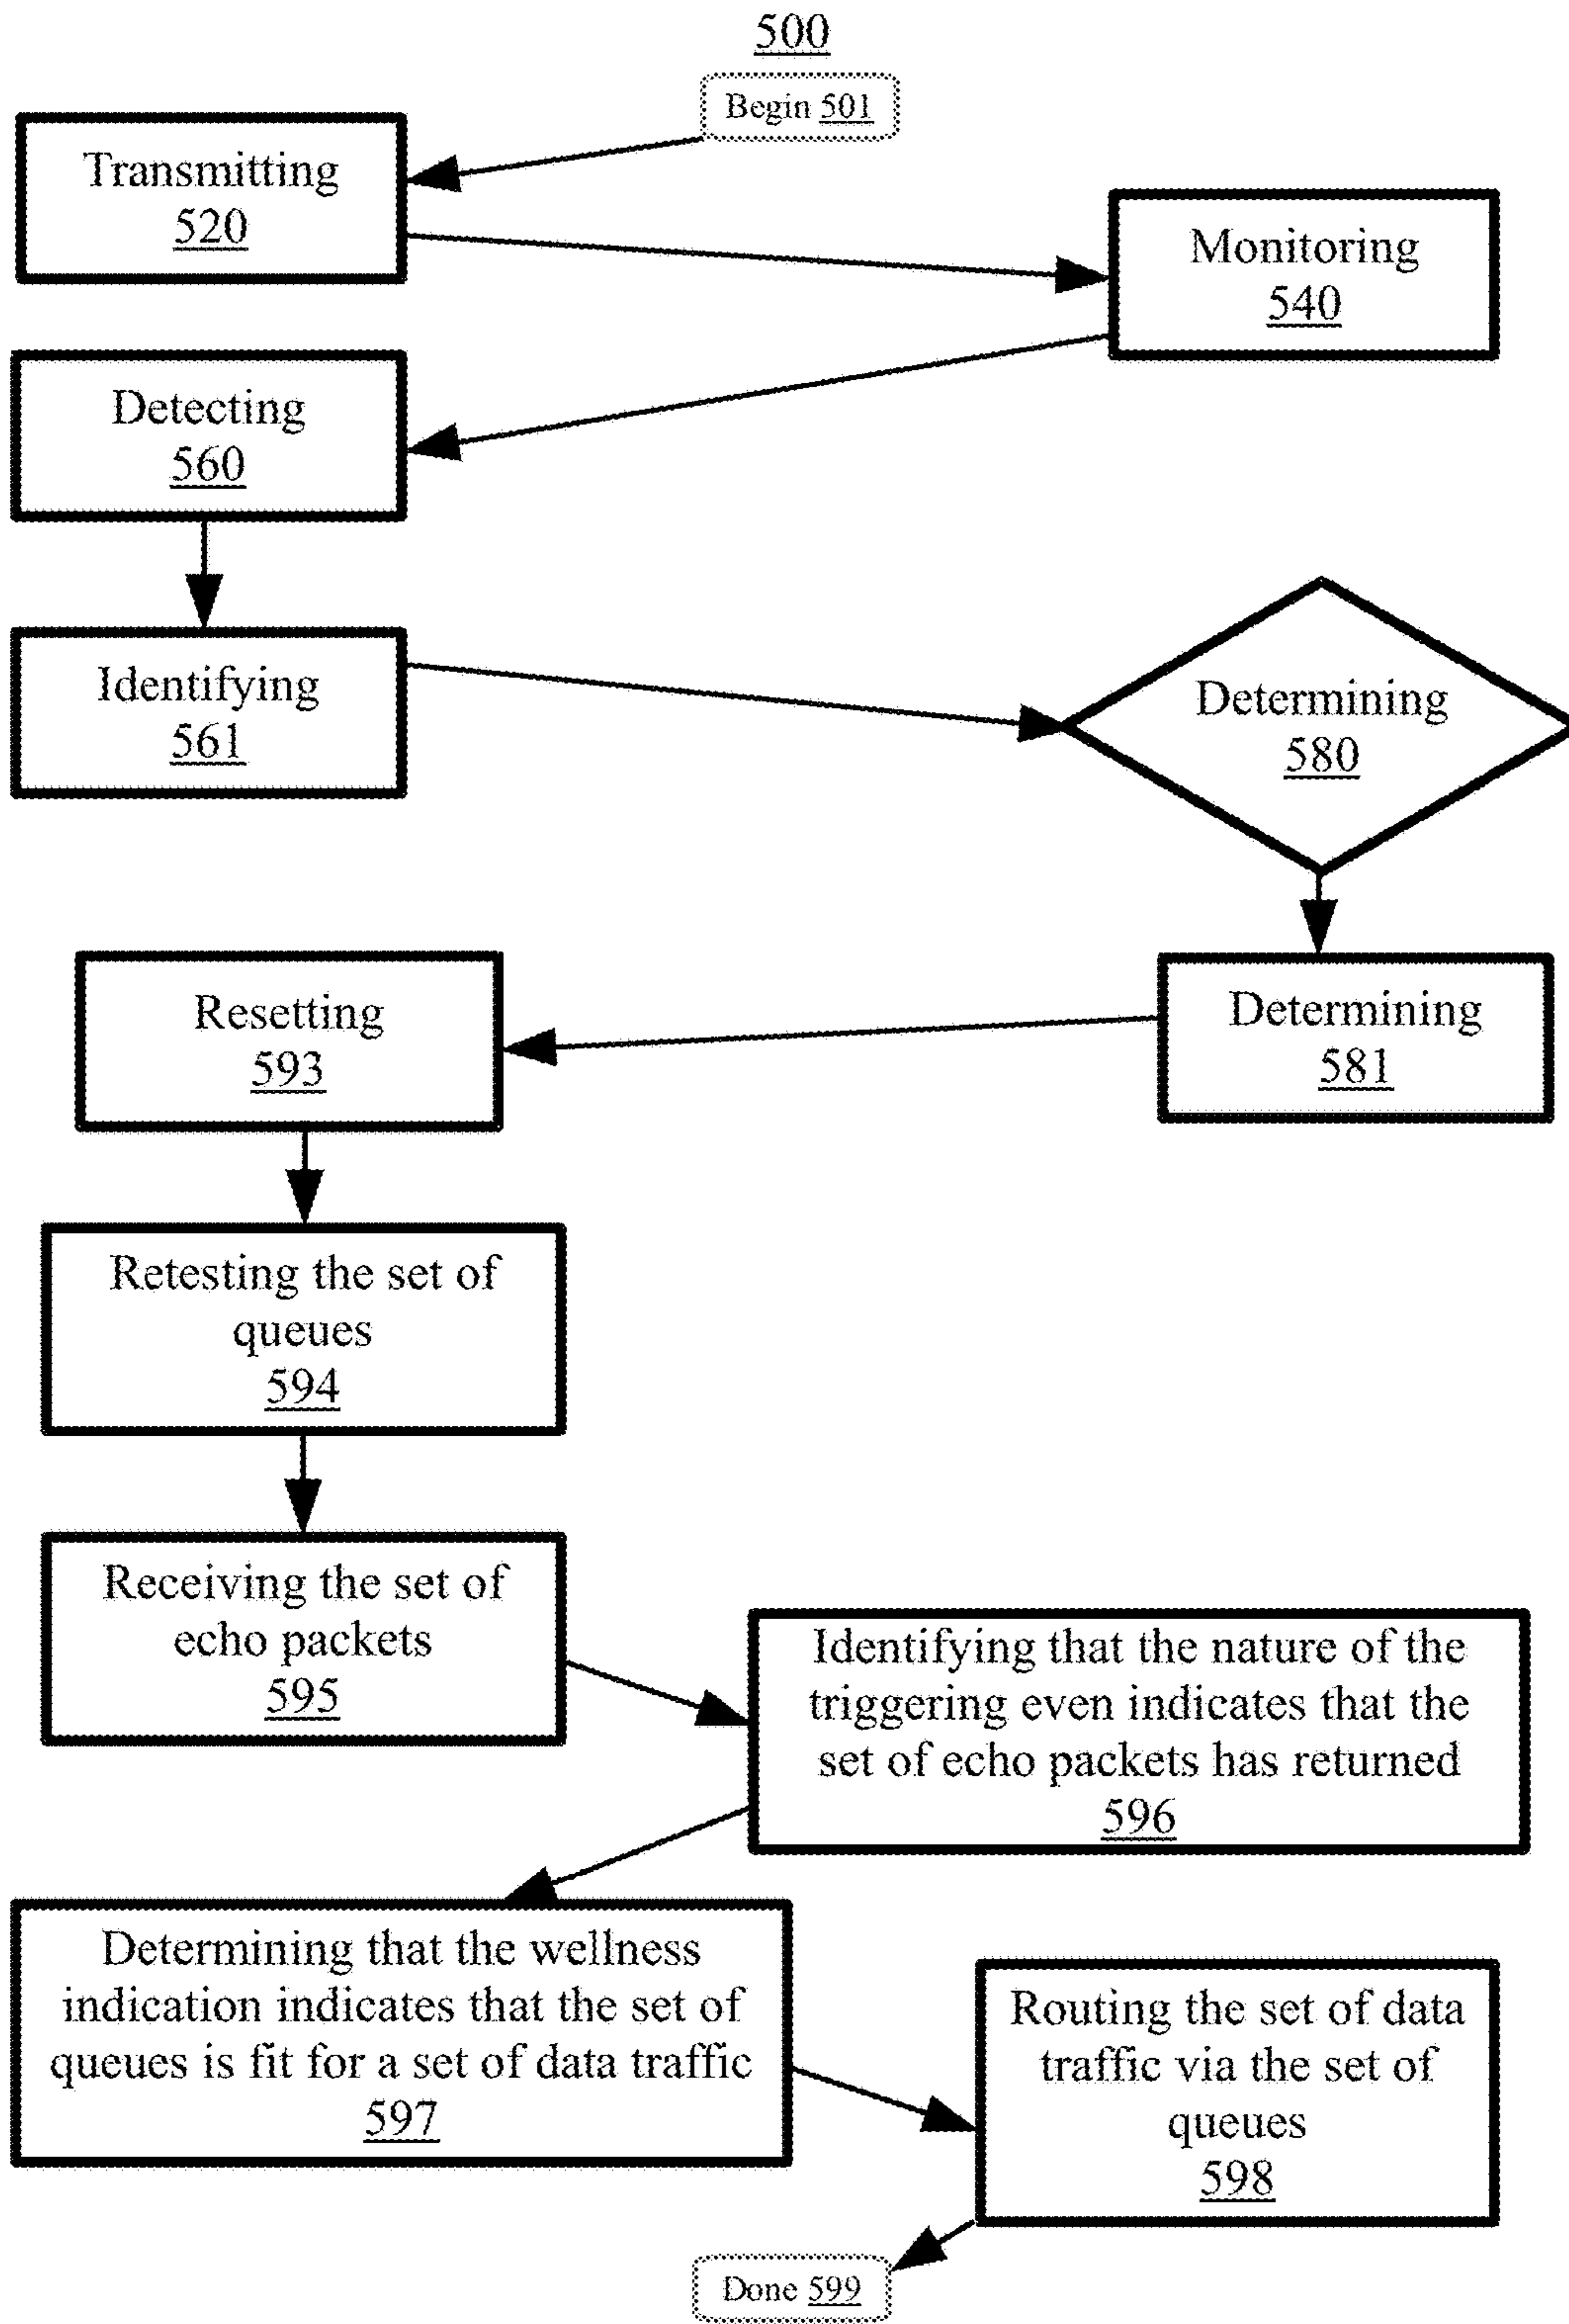 500
Begin 501
Transmitting
520
Monitoring
540
Detecting
560
Identifying
561
Determining
580
Determining
581
Resetting
593
Retesting the set of
queues
594
Receiving the set of
echo packets
595
Identifying that the nature of the
triggering even indicates that the
set of echo packets has returned
596
Determining that the wellness
indication indicates that the set of
queues is fit for a set of data traffic
597
Routing the set of data
traffic via the set of
queues
598
Done 599